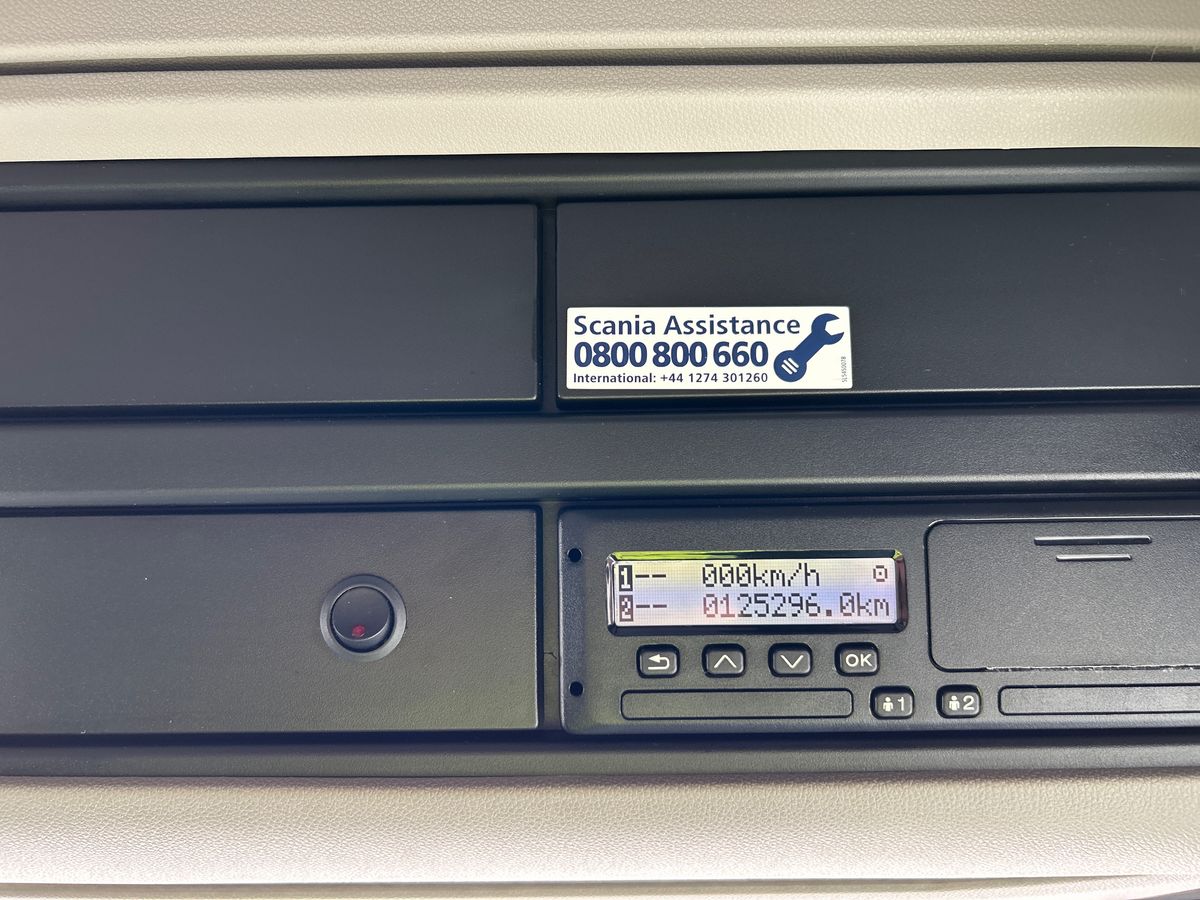 Scania Assistance
0800 800 660
International: +44 1274 301260
1-- 000km/h
2-- 0125296.0km
OK
1 2